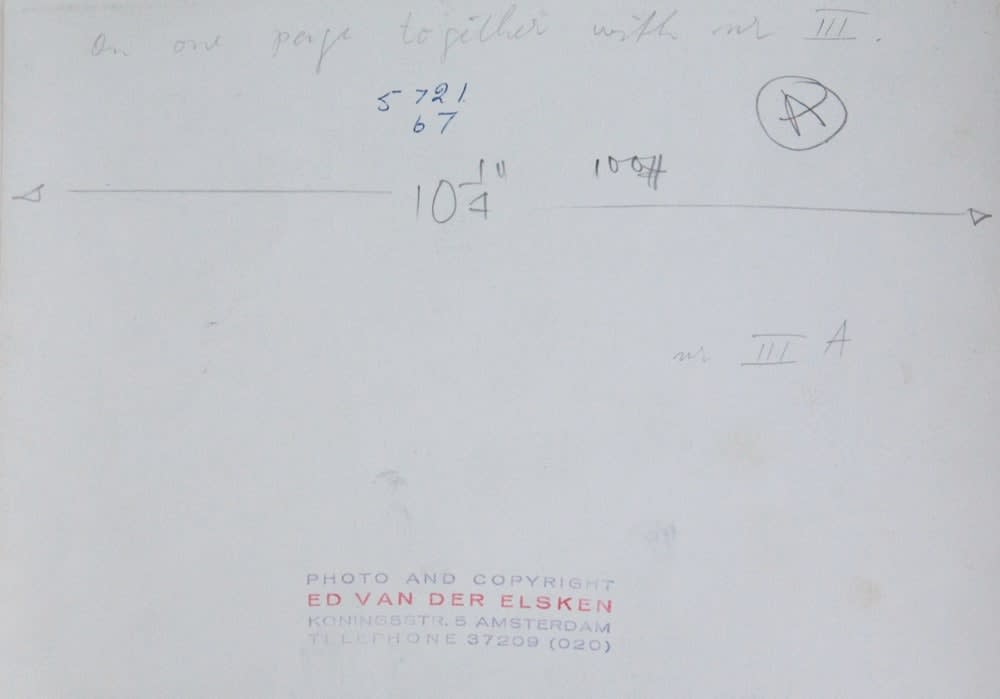 On one page together with nr III.
5 721
67
A
10 1/4"
100#
nr III A
PHOTO AND COPYRIGHT
ED VAN DER ELSKEN
KONINGSSTR. 5 AMSTERDAM
TELEPHONE 37209 (020)